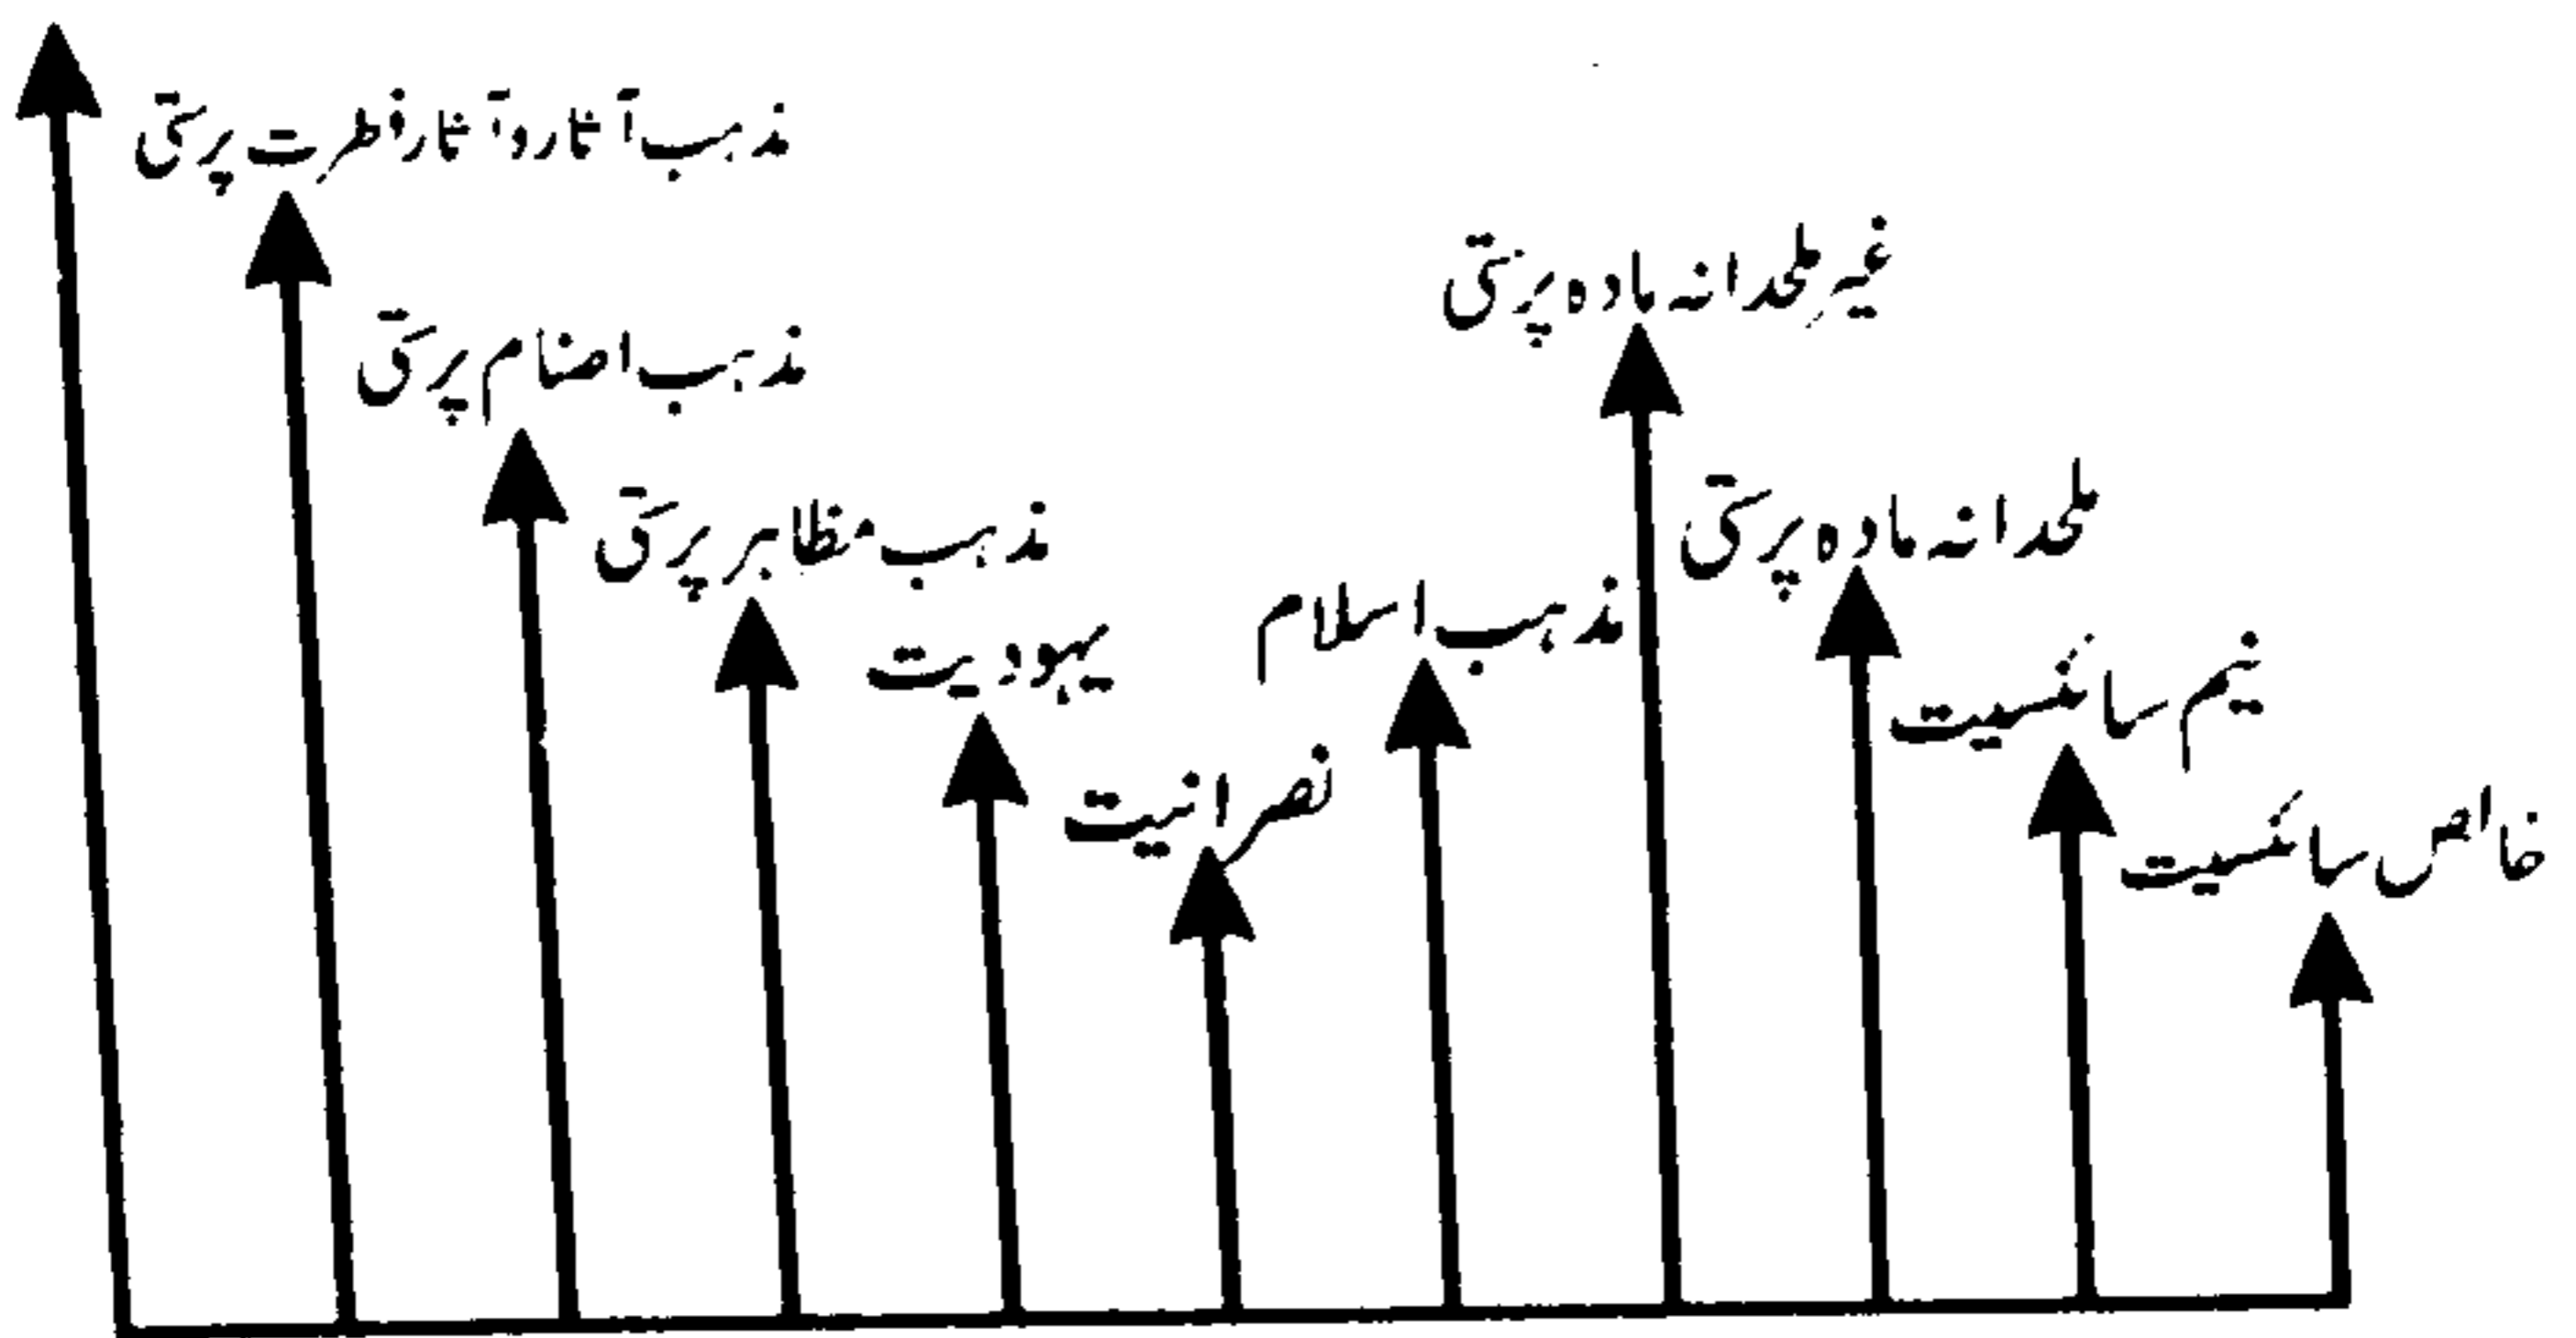 مذہب آثار و آثار فطرت پرستی
غیر ملحدانہ مادہ پرستی
مذہب اصنام پرستی
ملحدانہ مادہ پرستی
مذہب مظاہر پرستی
مذہب اسلام
یہودیت
نیم سائنسیت
نصرانیت
خالص سائنسیت